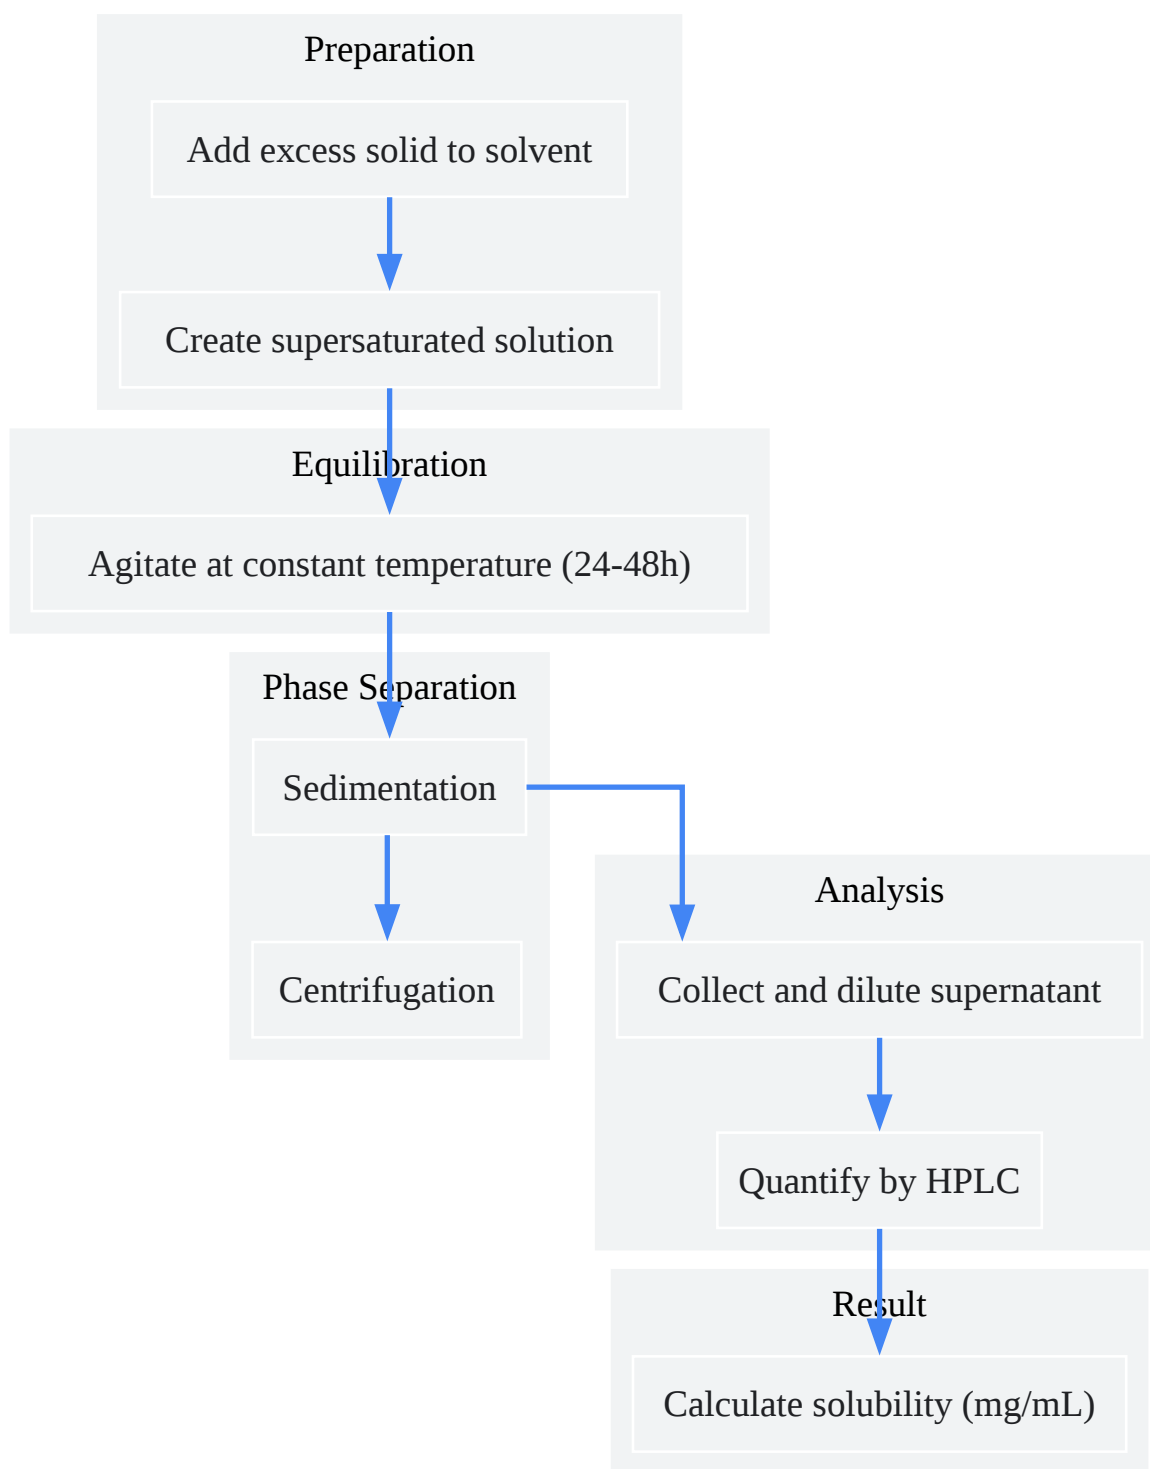 Preparation
Add excess solid to solvent
Create supersaturated solution
Equilibration
Agitate at constant temperature (24-48h)
Phase Separation
Sedimentation
Centrifugation
Analysis
Collect and dilute supernatant
Quantify by HPLC
Result
Calculate solubility (mg/mL)